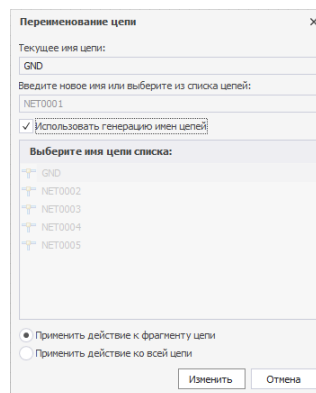 Переименование цепи
Текущее имя цепи:
GND
Введите новое имя или выберите из списка цепей:
NET0001
Использовать генерацию имен цепей
Выберите имя цепи списка:
GND
NET0002
NET0003
NET0004
NET0005
Применить действие к фрагменту цепи
Применить действие ко всей цепи
Изменить Отмена